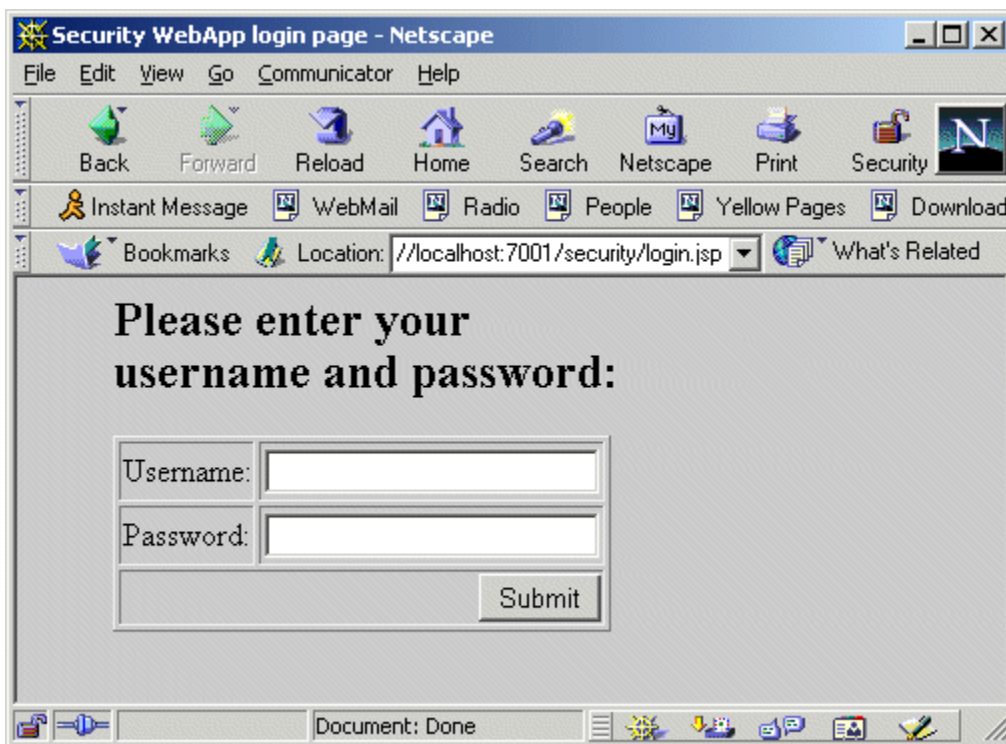 Security WebApp login page - Netscape
File Edit View Go Communicator Help
Back Forward Reload Home Search Netscape Print Security
My
N
Instant Message WebMail Radio People Yellow Pages Download
Bookmarks Location: //localhost:7001/security/login.jsp What's Related
Please enter your
username and password:
Username:
Password:
Submit
Document: Done